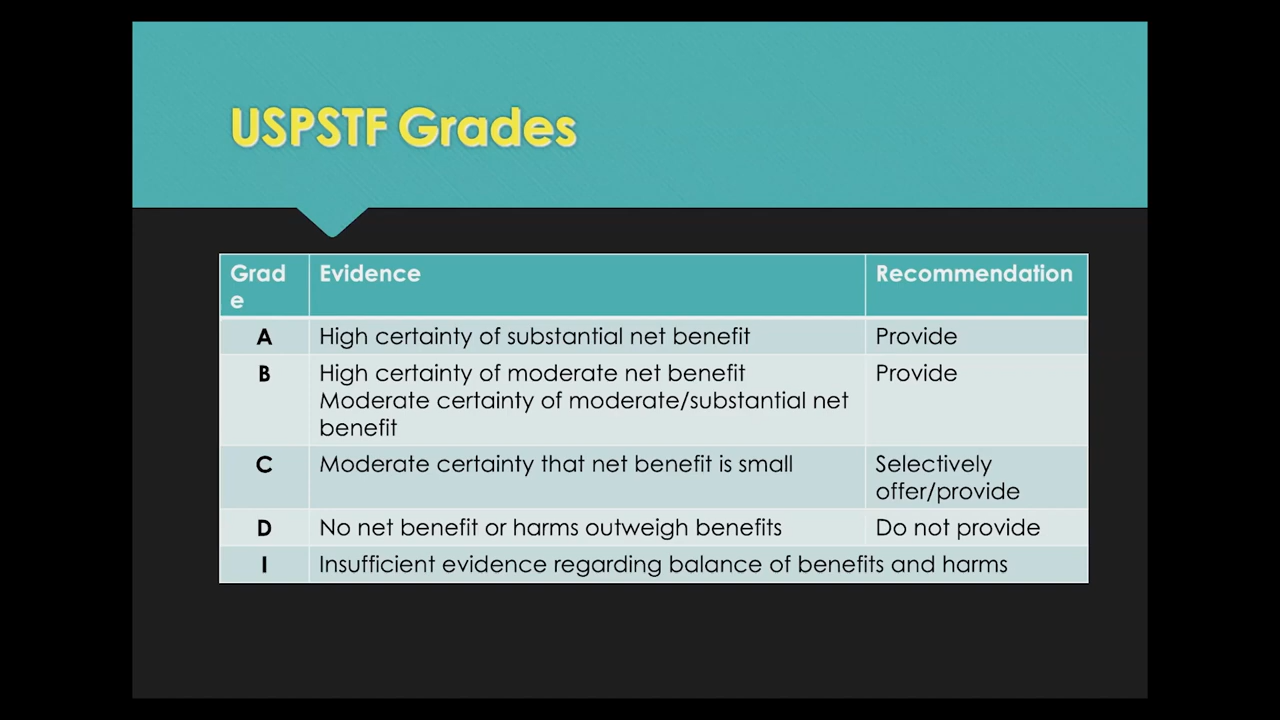 USPSTF Grades
Grad
e
Evidence
Recommendation
A
High certainty of substantial net benefit
Provide
B
High certainty of moderate net benefit
Moderate certainty of moderate/substantial net
benefit
Provide
C
Moderate certainty that net benefit is small
Selectively
offer/provide
D
No net benefit or harms outweigh benefits
Do not provide
I
Insufficient evidence regarding balance of benefits and harms